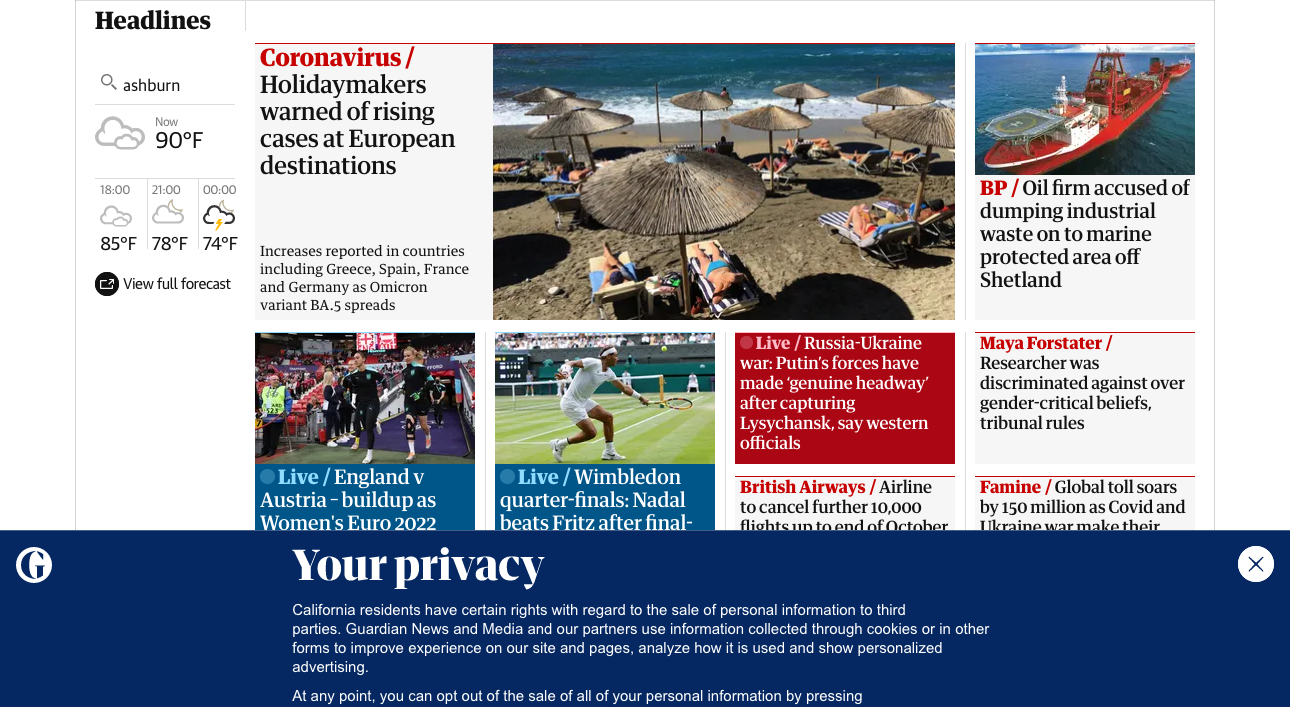 Headlines
ashburn
Now
90°F
18:00
85°F
21:00
78°F
00:00
74°F
View full forecast
Coronavirus /
Holidaymakers
warned of rising
cases at European
destinations
Increases reported in countries
including Greece, Spain, France
and Germany as Omicron
variant BA.5 spreads
BP / Oil firm accused of
dumping industrial
waste on to marine
protected area off
Shetland
Live / England v
Austria – buildup as
Women's Euro 2022
Live / Wimbledon
quarter-finals: Nadal
beats Fritz after final-
Live / Russia-Ukraine
war: Putin’s forces have
made ‘genuine headway’
after capturing
Lysychansk, say western
officials
Maya Forstater /
Researcher was
discriminated against over
gender-critical beliefs,
tribunal rules
British Airways / Airline
to cancel further 10,000
flights up to end of October
Famine / Global toll soars
by 150 million as Covid and
Ukraine war make their
Your privacy
California residents have certain rights with regard to the sale of personal information to third
parties. Guardian News and Media and our partners use information collected through cookies or in other
forms to improve experience on our site and pages, analyze how it is used and show personalized
advertising.
At any point, you can opt out of the sale of all of your personal information by pressing